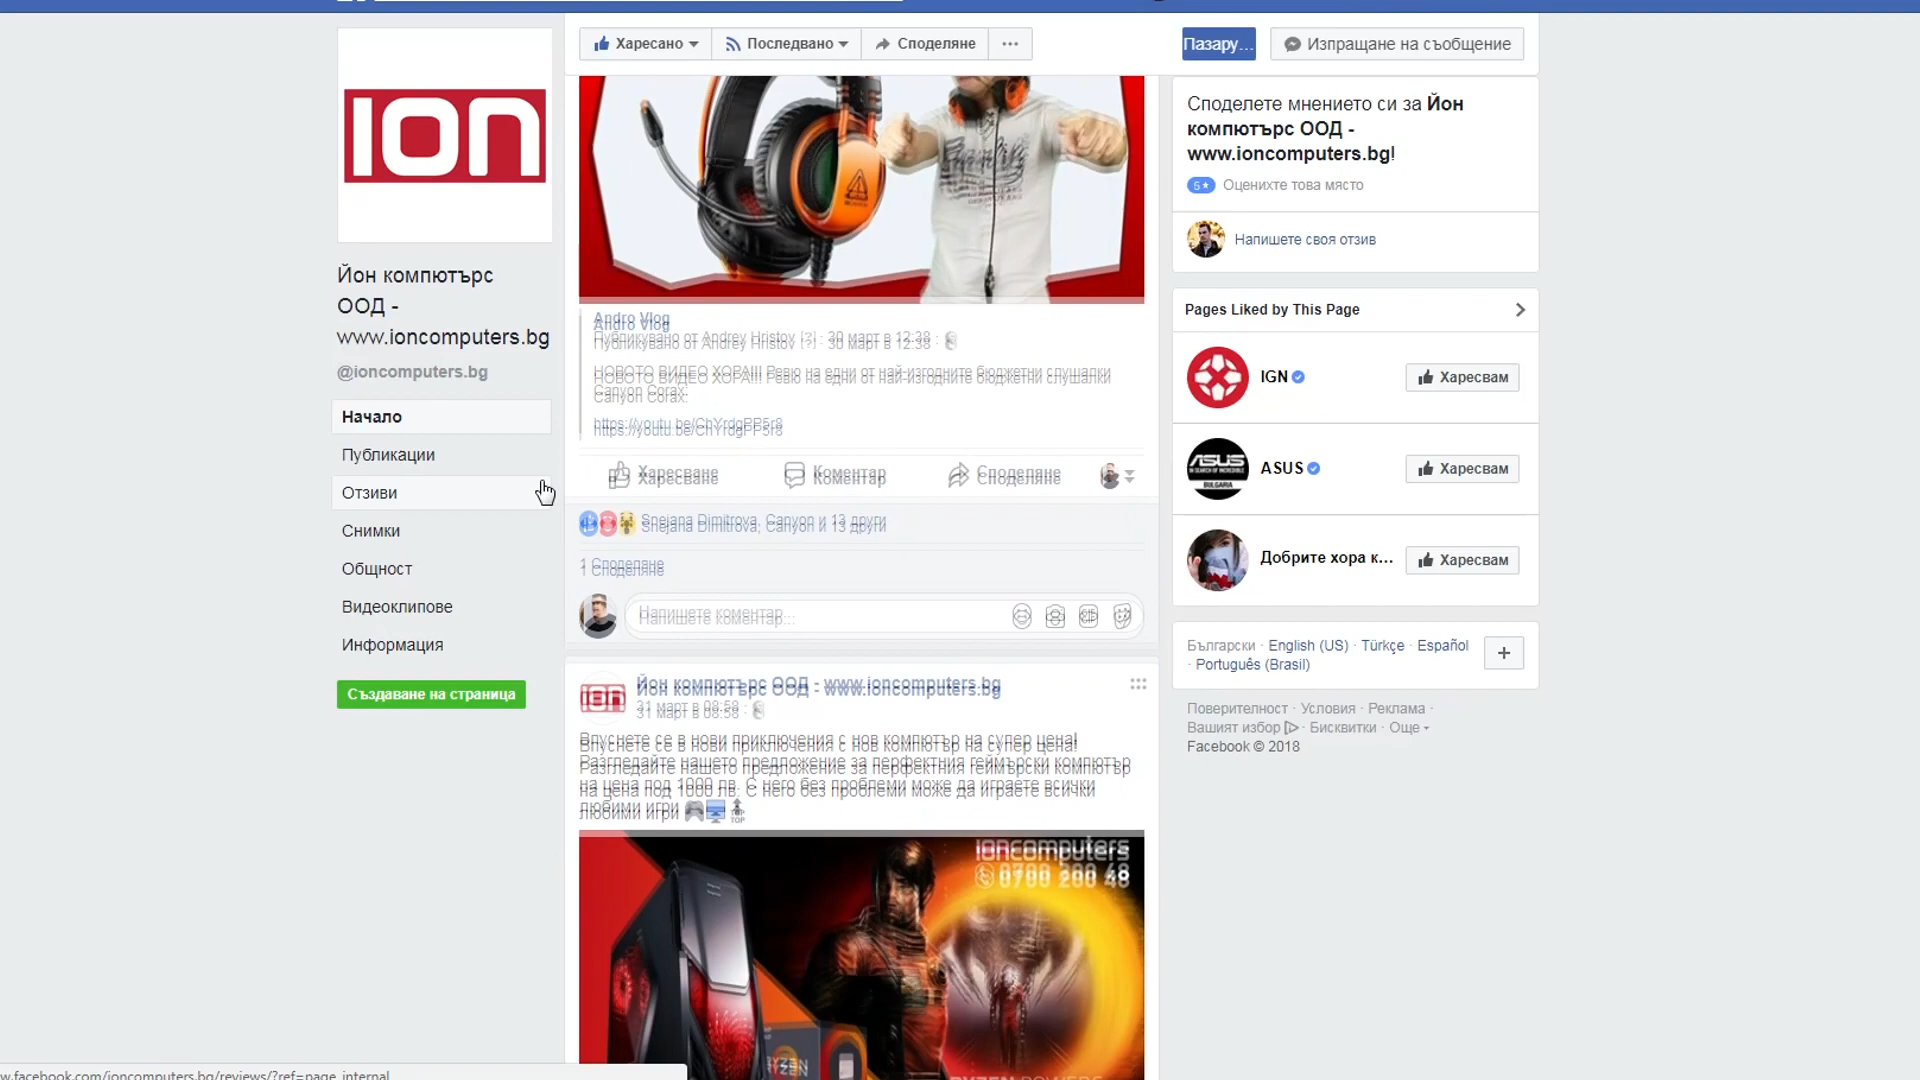 Харесано
Последвано
Споделяне
Пазару...
Изпращане на съобщение
ION
Йон компютърс
ООД -
www.ioncomputers.bg
@ioncomputers.bg
Начало
Публикации
Отзиви
Снимки
Общност
Видеоклипове
Информация
Създаване на страница
Andro Vlog
Публикувано от Andrey Hristov [?] · 30 март в 12:38 ·
НОВОТО ВИДЕО ХОРА!!! Ревю на едни от най-изгодните бюджетни слушалки
Canyon Corax:
https://youtu.be/ChYrdgPP5r8
Харесване
Коментар
Споделяне
Snejana Dimitrova, Canyon и 13 други
1 Споделяне
Напишете коментар...
ION
Йон компютърс ООД - www.ioncomputers.bg
31 март в 08:58 ·
Впуснете се в нови приключения с нов компютър на супер цена!
Разгледайте нашето предложение за перфектния геймърски компютър
на цена под 1000 лв. С него без проблеми може да играете всички
любими игри
TOP
ioncomputers
0700 200 48
RYZEN
Споделете мнението си за Йон
компютърс ООД -
www.ioncomputers.bg!
5★ Оценихте това място
Напишете своя отзив
Pages Liked by This Page
IGN
Харесвам
ASUS
IN SEARCH OF INCREDIBLE
BULGARIA
ASUS
Харесвам
Добрите хора к...
Харесвам
Български · English (US) · Türkçe · Español
· Português (Brasil)
Поверителност · Условия · Реклама ·
Вашият избор · Бисквитки · Още
Facebook © 2018
w.facebook.com/ioncomputers.bg/reviews/?ref=page_internal